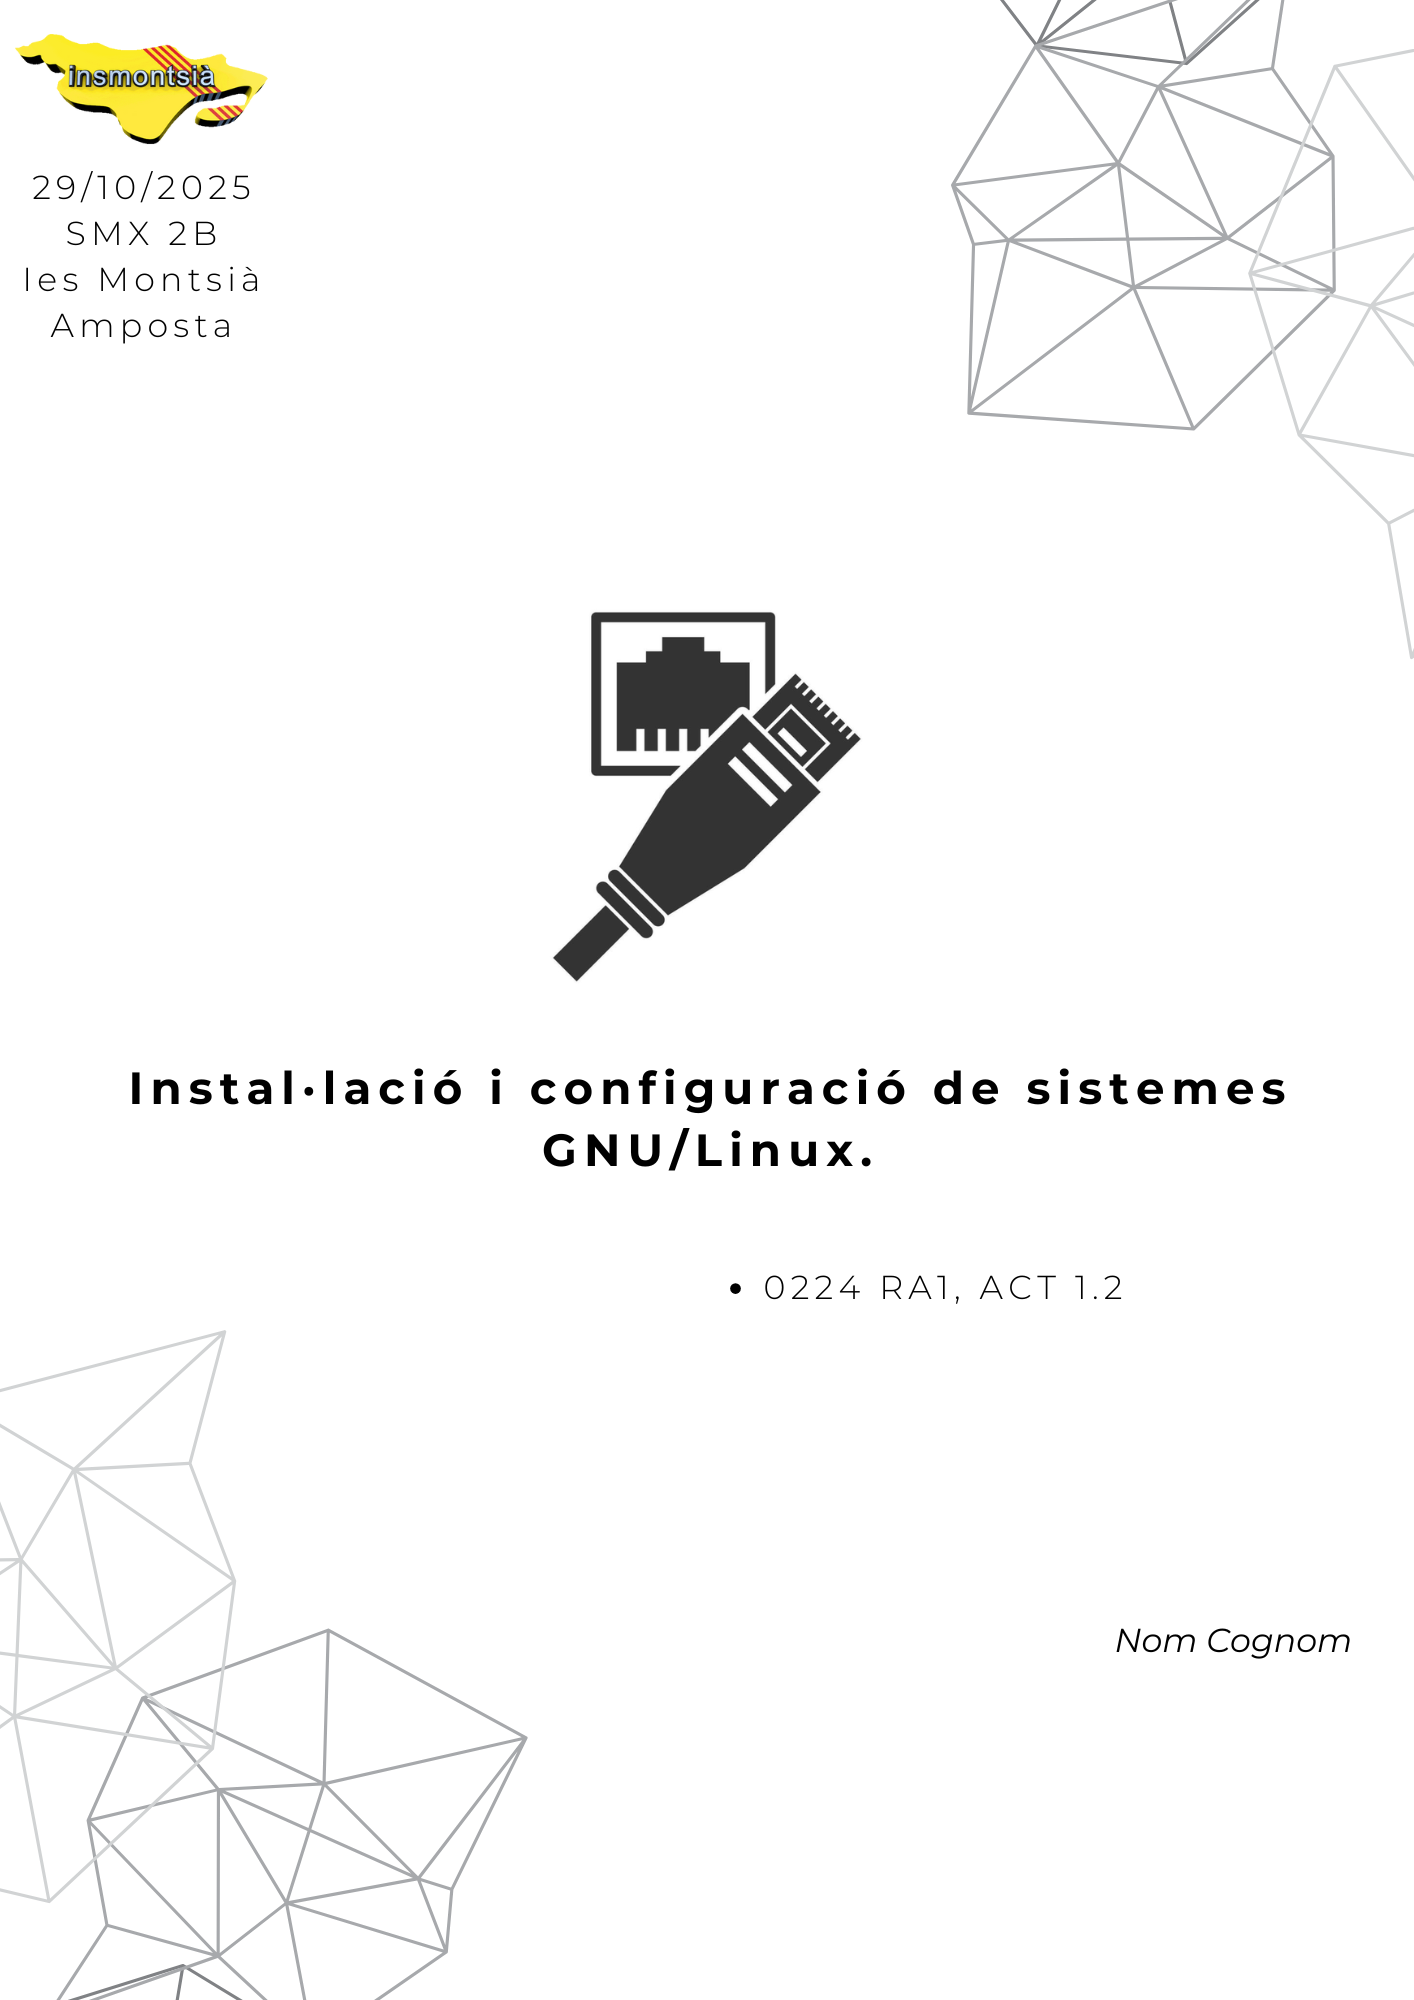 insmontsià
29/10/2025
SMX 2B
Ies Montsià
Amposta
Instal·lació i configuració de sistemes
GNU/Linux.
• 0224 RA1, ACT 1.2
Nom Cognom